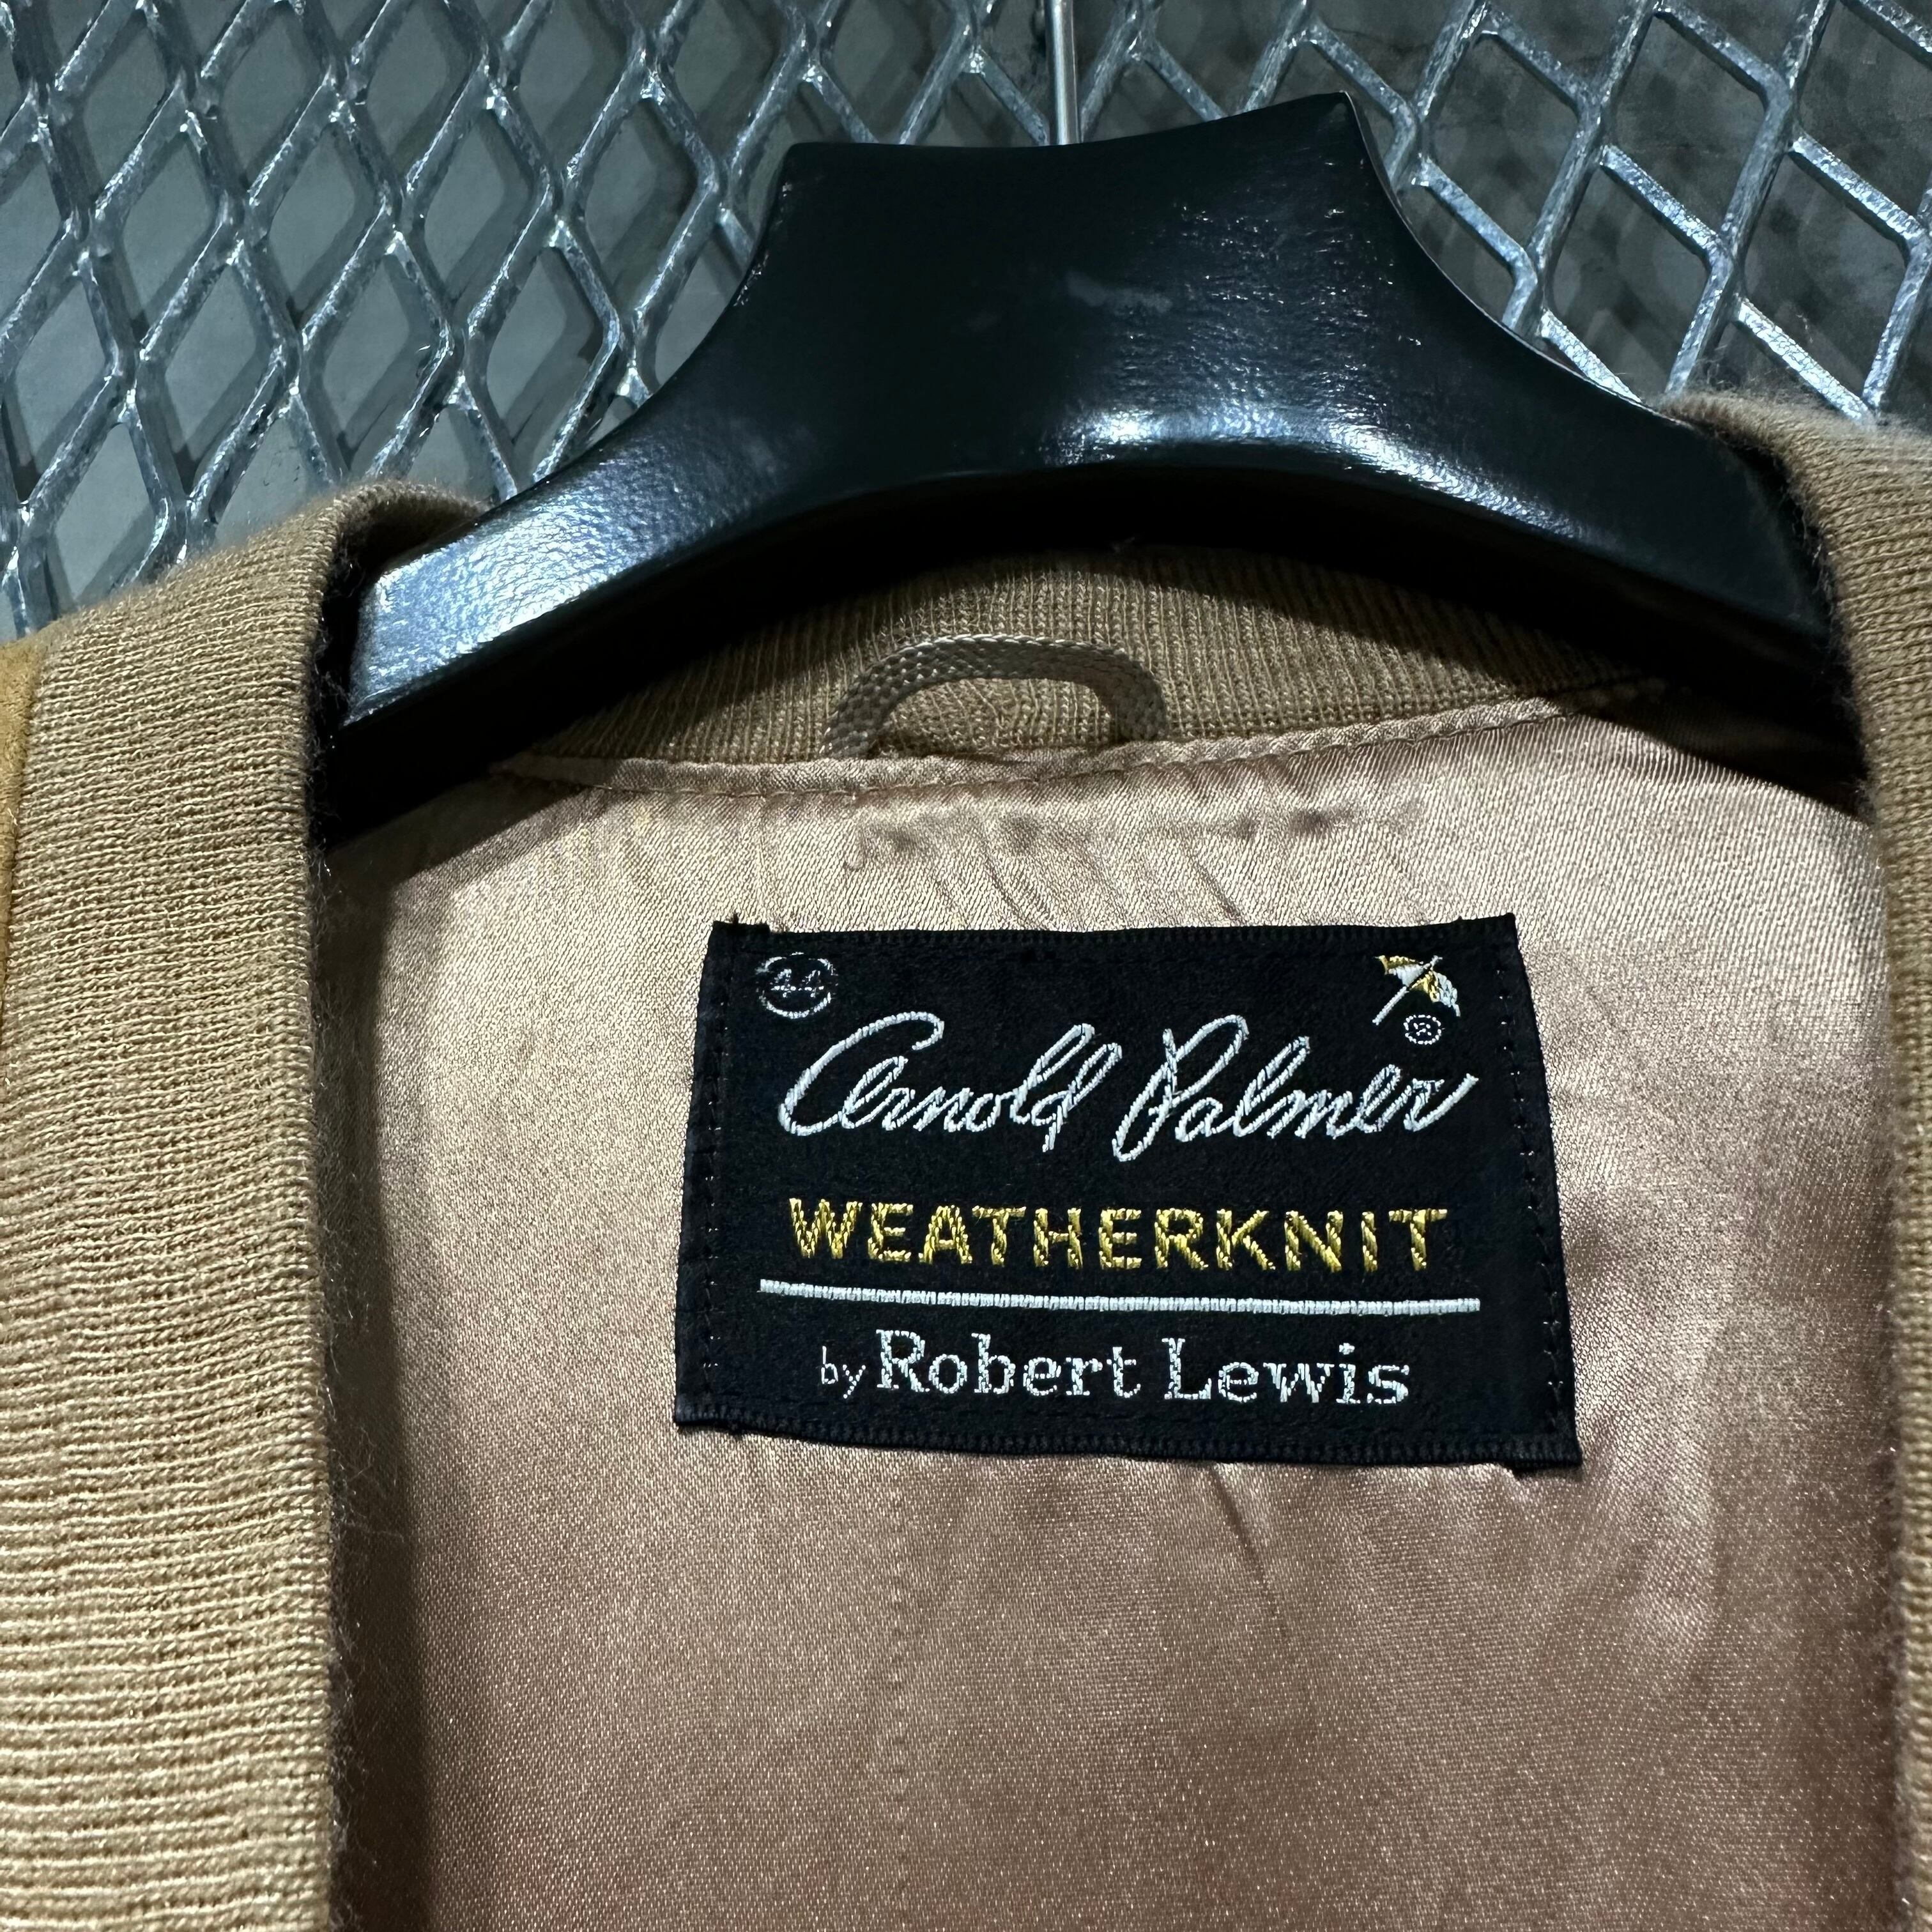 44
®
Arnold Palmer
WEATHERKNIT
by Robert Lewis